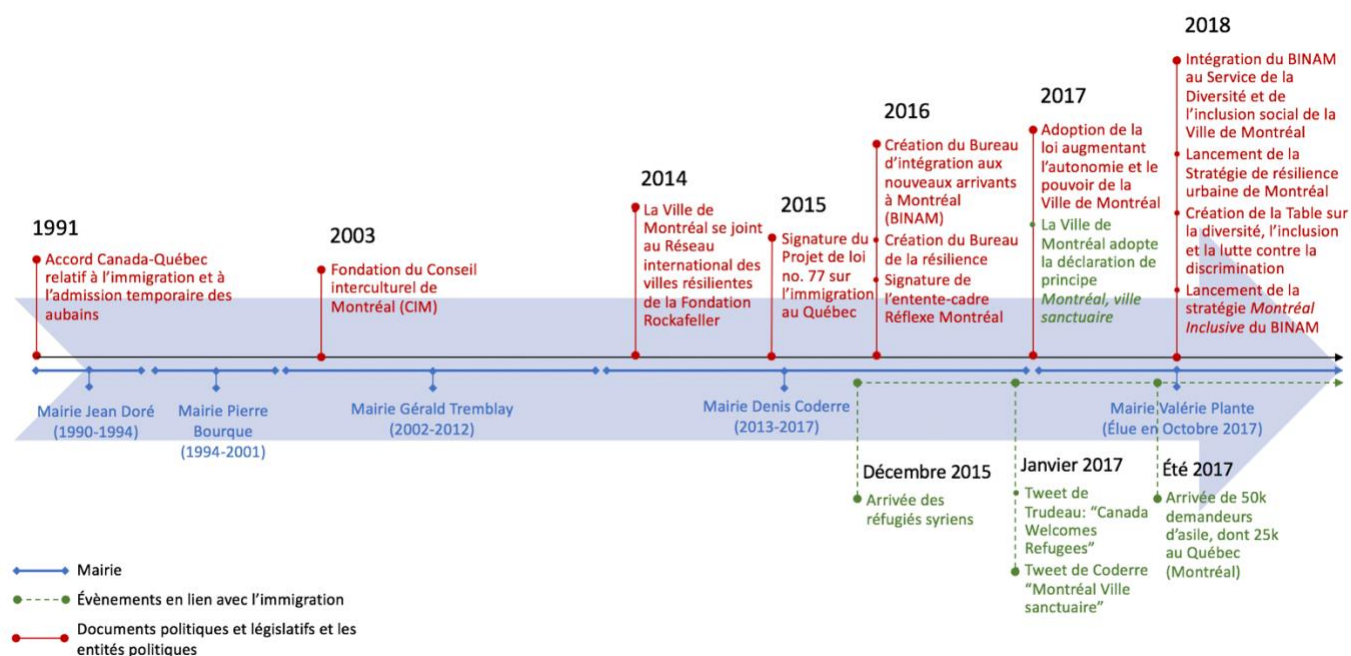 1991
Accord Canada-Québec
relatif à l'immigration et à
l'admission temporaire des
aubains
2003
Fondation du Conseil
interculturel de
Montréal (CIM)
2014
La Ville de
Montréal se joint
au Réseau
international des
villes résilientes
de la Fondation
Rockafeller
2015
Signature du
Projet de loi
no. 77 sur
l'immigration
au Québec
2016
Création du Bureau
d'intégration aux
nouveaux arrivants
à Montréal
(BINAM)
Création du Bureau
de la résilience
Signature de
l'entente-cadre
Réflexe Montréal
2017
Adoption de la
loi augmentant
l'autonomie et le
pouvoir de la
Ville de Montréal
La Ville de
Montréal adopte
la déclaration de
principe
Montréal, ville
sanctuaire
2018
Intégration du BINAM
au Service de la
Diversité et de
l'inclusion social de la
Ville de Montréal
Lancement de la
Stratégie de résilience
urbaine de Montréal
Création de la Table sur
la diversité, l'inclusion
et la lutte contre la
discrimination
Lancement de la
stratégie Montréal
Inclusive du BINAM
Mairie Jean Doré
(1990-1994)
Mairie Pierre
Bourque
(1994-2001)
Mairie Gérald Tremblay
(2002-2012)
Mairie Denis Coderre
(2013-2017)
Mairie Valérie Plante
(Élue en Octobre 2017)
Décembre 2015
Arrivée des
réfugiés syriens
Janvier 2017
Tweet de
Trudeau: “Canada
Welcomes
Refugees”
Tweet de Coderre
“Montréal Ville
sanctuaire”
Été 2017
Arrivée de 50k
demandeurs
d'asile, dont 25k
au Québec
(Montréal)
Mairie
Évènements en lien avec l'immigration
Documents politiques et législatifs et les
entités politiques